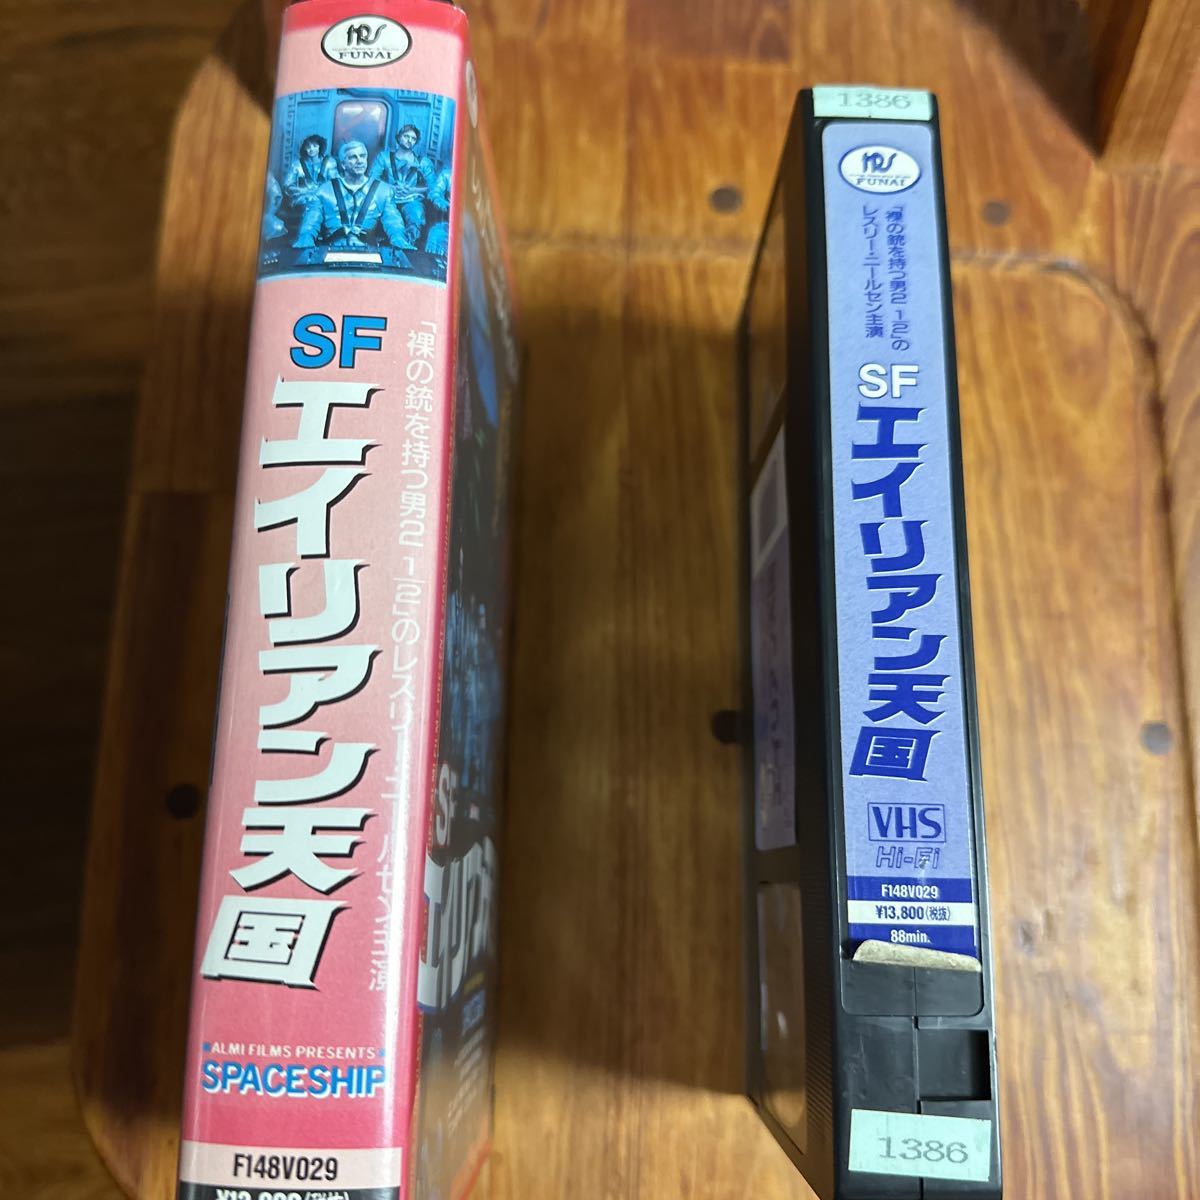 HRS
FUNAI
SF
エイリアン天国
「裸の銃を持つ男2 1/2」のレスリー・ニールセン主演
ALMI FILMS PRESENTS
SPACESHIP
F148V029
SF
1386
HRS
FUNAI
「裸の銃を持つ男2 1/2」の
レスリー・ニールセン主演
SF
エイリアン天国
VHS
Hi-Fi
F148V029
¥13,800(税抜)
88min.
1386